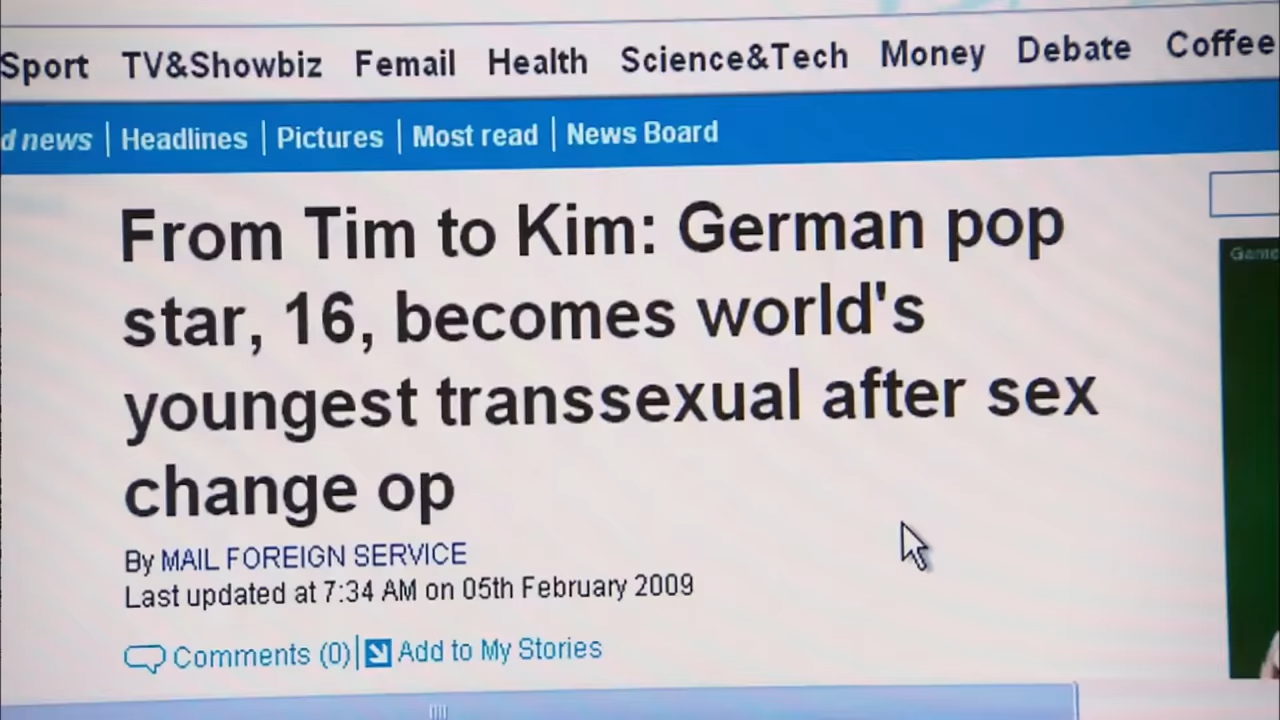 Sport TV&Showbiz Femail Health Science&Tech Money Debate Coffee
d news | Headlines | Pictures | Most read | News Board
From Tim to Kim: German pop
star, 16, becomes world's
youngest transsexual after sex
change op
Game
By MAIL FOREIGN SERVICE
Last updated at 7:34 AM on 05th February 2009
Comments (0) | Add to My Stories